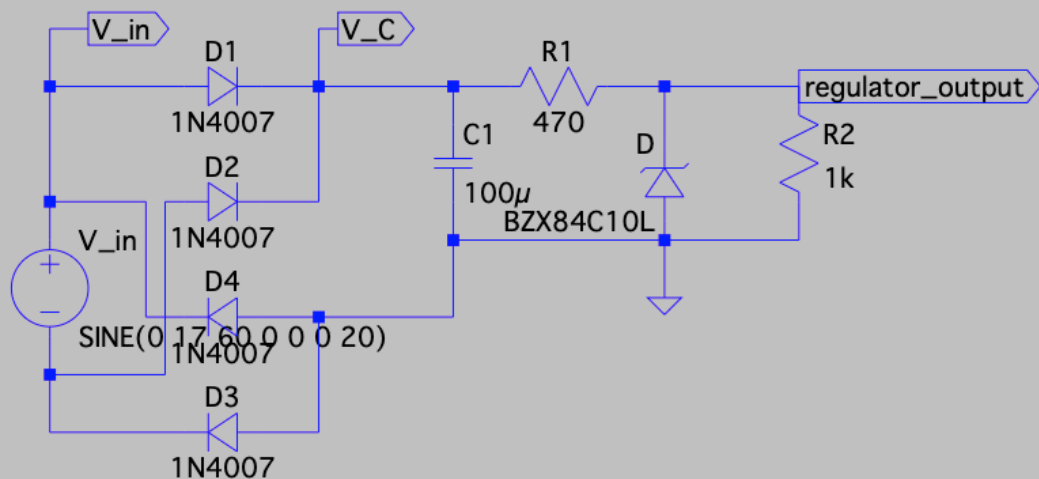 V_in
V_C
D1
1N4007
R1
470
regulator_output
D2
1N4007
C1
100µ
D
BZX84C10L
R2
1k
V_in
SINE(0 17 60 0 0 0 20)
D4
1N4007
D3
1N4007